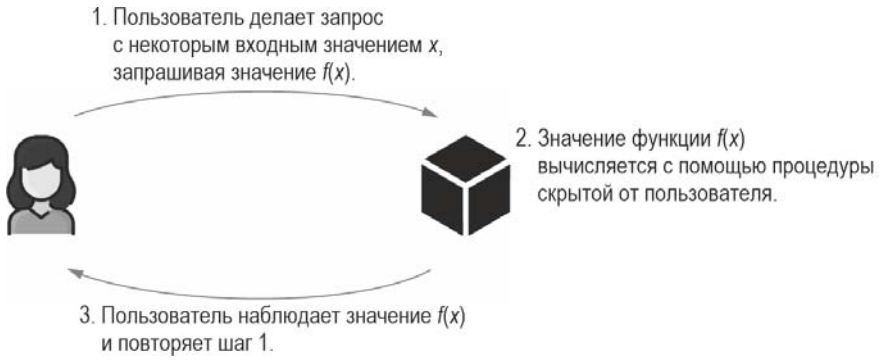 1. Пользователь делает запрос
с некоторым входным значением x,
запрашивая значение f(x).
2. Значение функции f(x)
вычисляется с помощью процедуры
скрытой от пользователя.
3. Пользователь наблюдает значение f(x)
и повторяет шаг 1.